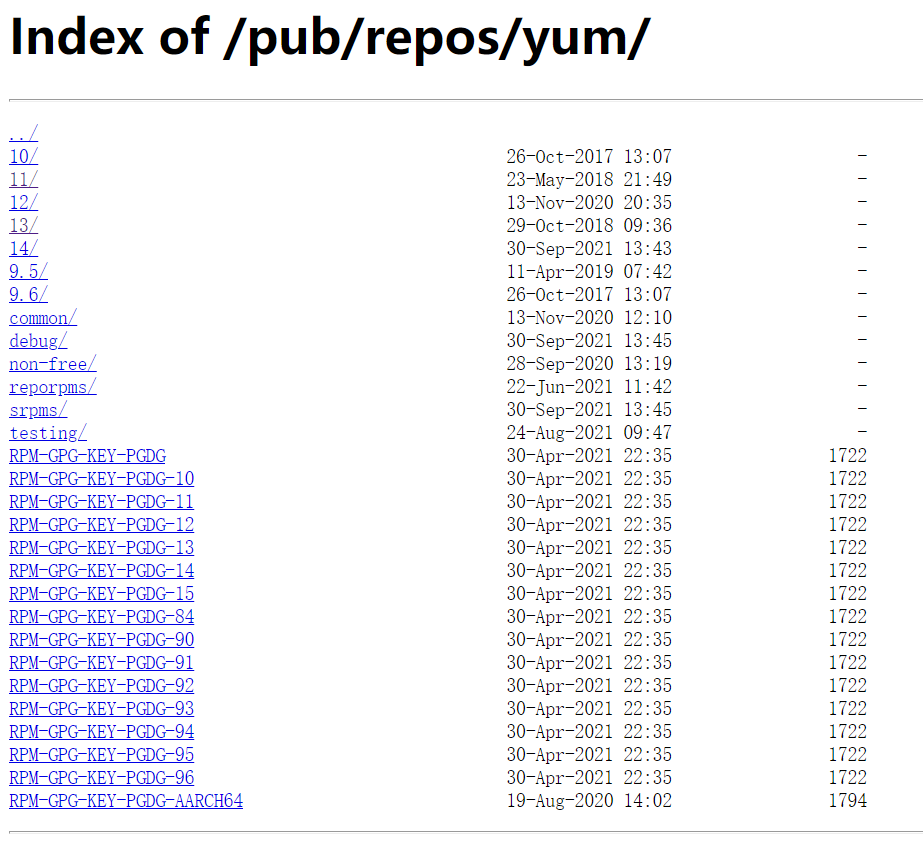 Index of /pub/repos/yum/
../
10/ 26-Oct-2017 13:07 -
11/ 23-May-2018 21:49 -
12/ 13-Nov-2020 20:35 -
13/ 29-Oct-2018 09:36 -
14/ 30-Sep-2021 13:43 -
9.5/ 11-Apr-2019 07:42 -
9.6/ 26-Oct-2017 13:07 -
common/ 13-Nov-2020 12:10 -
debug/ 30-Sep-2021 13:45 -
non-free/ 28-Sep-2020 13:19 -
reporpms/ 22-Jun-2021 11:42 -
srpms/ 30-Sep-2021 13:45 -
testing/ 24-Aug-2021 09:47 -
RPM-GPG-KEY-PGDG 30-Apr-2021 22:35 1722
RPM-GPG-KEY-PGDG-10 30-Apr-2021 22:35 1722
RPM-GPG-KEY-PGDG-11 30-Apr-2021 22:35 1722
RPM-GPG-KEY-PGDG-12 30-Apr-2021 22:35 1722
RPM-GPG-KEY-PGDG-13 30-Apr-2021 22:35 1722
RPM-GPG-KEY-PGDG-14 30-Apr-2021 22:35 1722
RPM-GPG-KEY-PGDG-15 30-Apr-2021 22:35 1722
RPM-GPG-KEY-PGDG-84 30-Apr-2021 22:35 1722
RPM-GPG-KEY-PGDG-90 30-Apr-2021 22:35 1722
RPM-GPG-KEY-PGDG-91 30-Apr-2021 22:35 1722
RPM-GPG-KEY-PGDG-92 30-Apr-2021 22:35 1722
RPM-GPG-KEY-PGDG-93 30-Apr-2021 22:35 1722
RPM-GPG-KEY-PGDG-94 30-Apr-2021 22:35 1722
RPM-GPG-KEY-PGDG-95 30-Apr-2021 22:35 1722
RPM-GPG-KEY-PGDG-96 30-Apr-2021 22:35 1722
RPM-GPG-KEY-PGDG-AARCH64 19-Aug-2020 14:02 1794